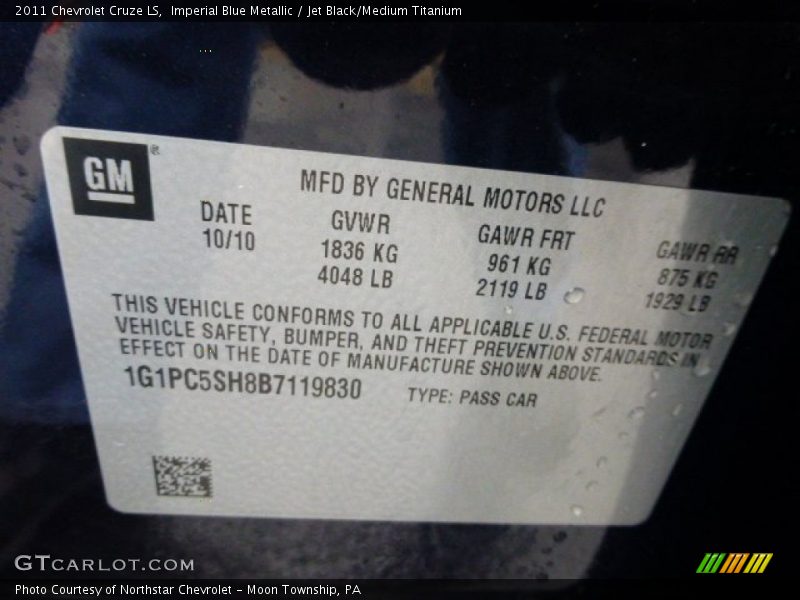 2011 Chevrolet Cruze LS,  Imperial Blue Metallic / Jet Black/Medium Titanium
GM®
MFD BY GENERAL MOTORS LLC
DATE GVWR GAWR FRT GAWR RR
10/10 1836 KG 961 KG 875 KG
4048 LB 2119 LB 1929 LB
THIS VEHICLE CONFORMS TO ALL APPLICABLE U.S. FEDERAL MOTOR
VEHICLE SAFETY, BUMPER, AND THEFT PREVENTION STANDARDS IN
EFFECT ON THE DATE OF MANUFACTURE SHOWN ABOVE.
1G1PC5SH8B7119830 TYPE: PASS CAR
GTCARLOT.COM
Photo Courtesy of Northstar Chevrolet - Moon Township, PA